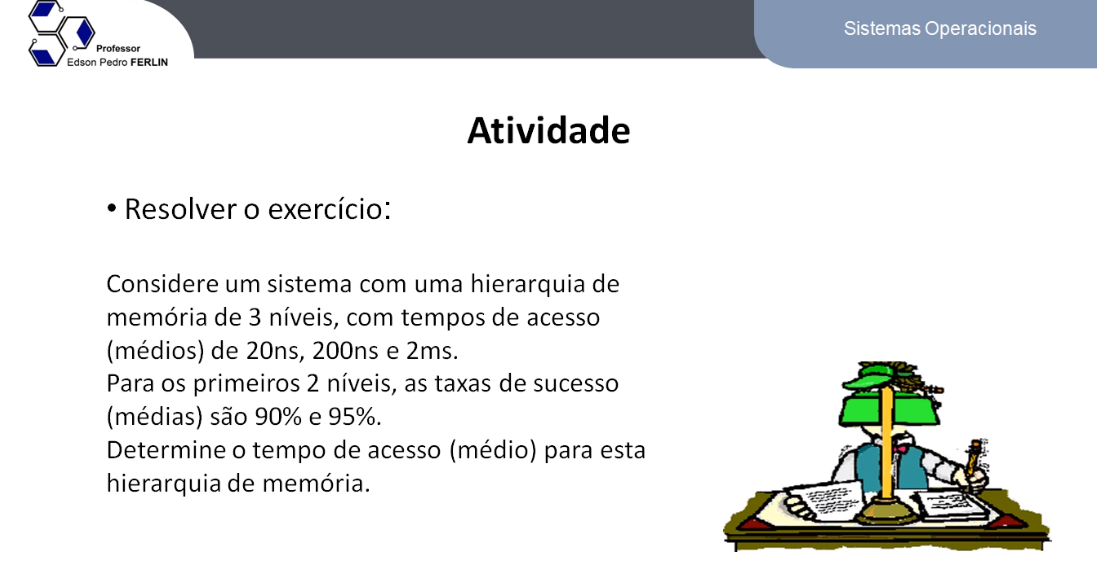 Professor
Edson Pedro FERLIN
Sistemas Operacionais
Atividade
• Resolver o exercício:
Considere um sistema com uma hierarquia de
memória de 3 níveis, com tempos de acesso
(médios) de 20ns, 200ns e 2ms.
Para os primeiros 2 níveis, as taxas de sucesso
(médias) são 90% e 95%.
Determine o tempo de acesso (médio) para esta
hierarquia de memória.